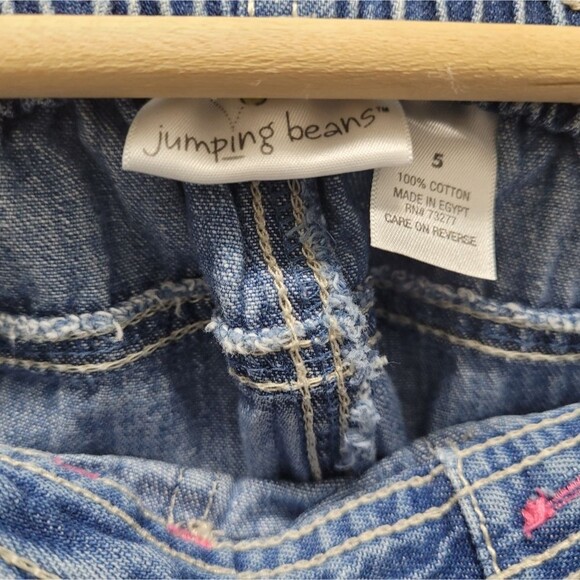 jumping beans™
5
100% COTTON
MADE IN EGYPT
RN# 73277
CARE ON REVERSE